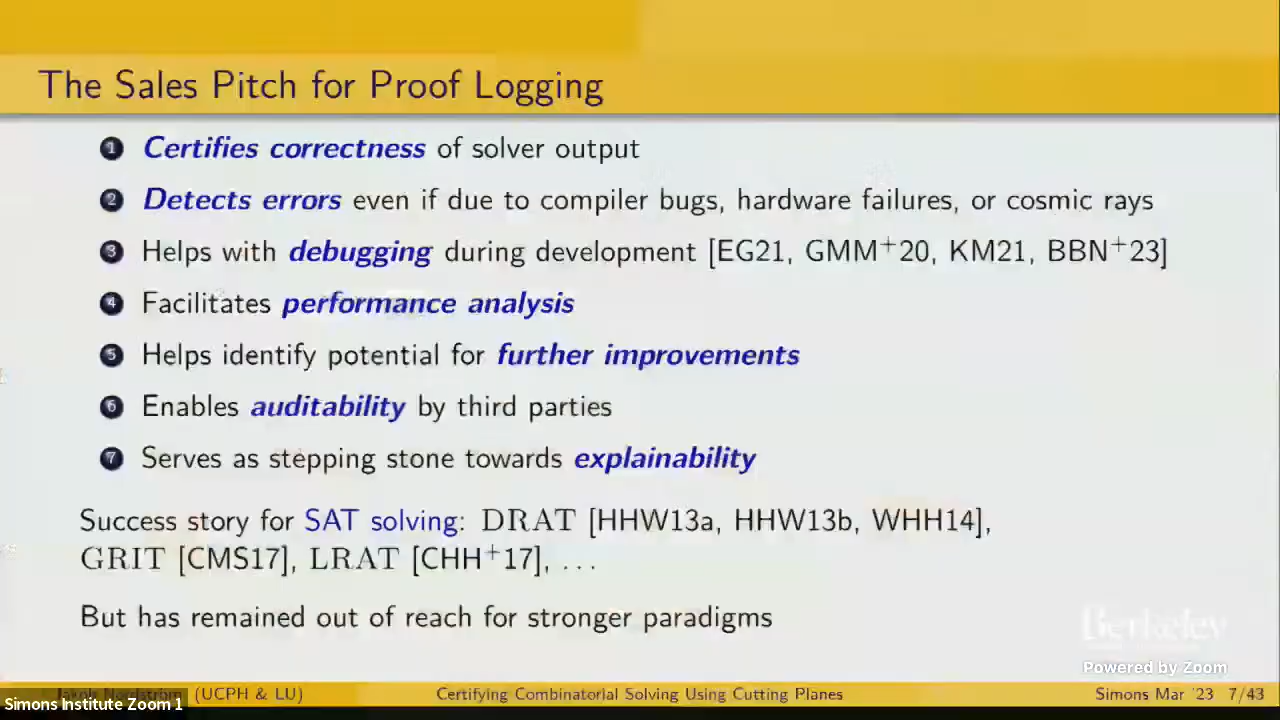 The Sales Pitch for Proof Logging
1 Certifies correctness of solver output
2 Detects errors even if due to compiler bugs, hardware failures, or cosmic rays
3 Helps with debugging during development [EG21, GMM+20, KM21, BBN+23]
4 Facilitates performance analysis
5 Helps identify potential for further improvements
6 Enables auditability by third parties
7 Serves as stepping stone towards explainability
Success story for SAT solving: DRAT [HHW13a, HHW13b, WHH14],
GRIT [CMS17], LRAT [CHH+17], ...
But has remained out of reach for stronger paradigms
Berkeley
Powered by Zoom
Jakob Nordström (UCPH & LU) Certifying Combinatorial Solving Using Cutting Planes Simons Mar '23 7/43
Simons Institute Zoom 1